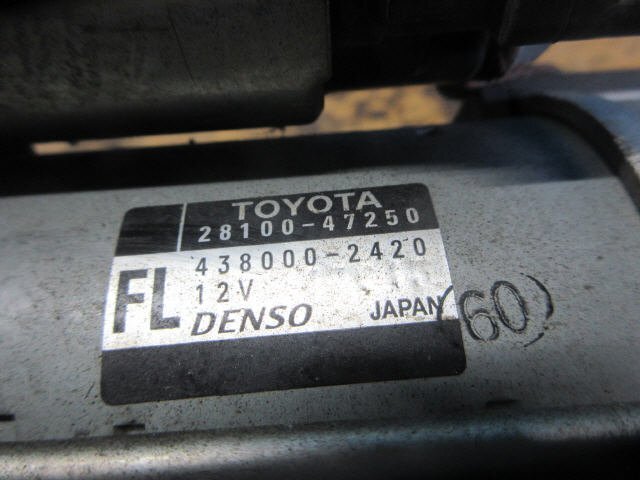 TOYOTA
28100-47250
FL
438000-2420
12V
DENSO JAPAN
(60)